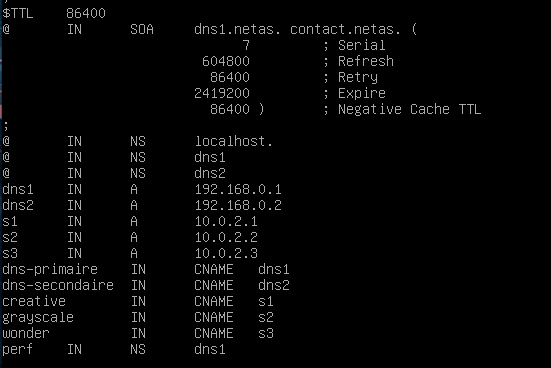 ;
$TTL 86400
@ IN SOA dns1.netas. contact.netas. (
7 ; Serial
604800 ; Refresh
86400 ; Retry
2419200 ; Expire
86400 ) ; Negative Cache TTL
;
@ IN NS localhost.
@ IN NS dns1
@ IN NS dns2
dns1 IN A 192.168.0.1
dns2 IN A 192.168.0.2
s1 IN A 10.0.2.1
s2 IN A 10.0.2.2
s3 IN A 10.0.2.3
dns-primaire IN CNAME dns1
dns-secondaire IN CNAME dns2
creative IN CNAME s1
grayscale IN CNAME s2
wonder IN CNAME s3
perf IN NS dns1